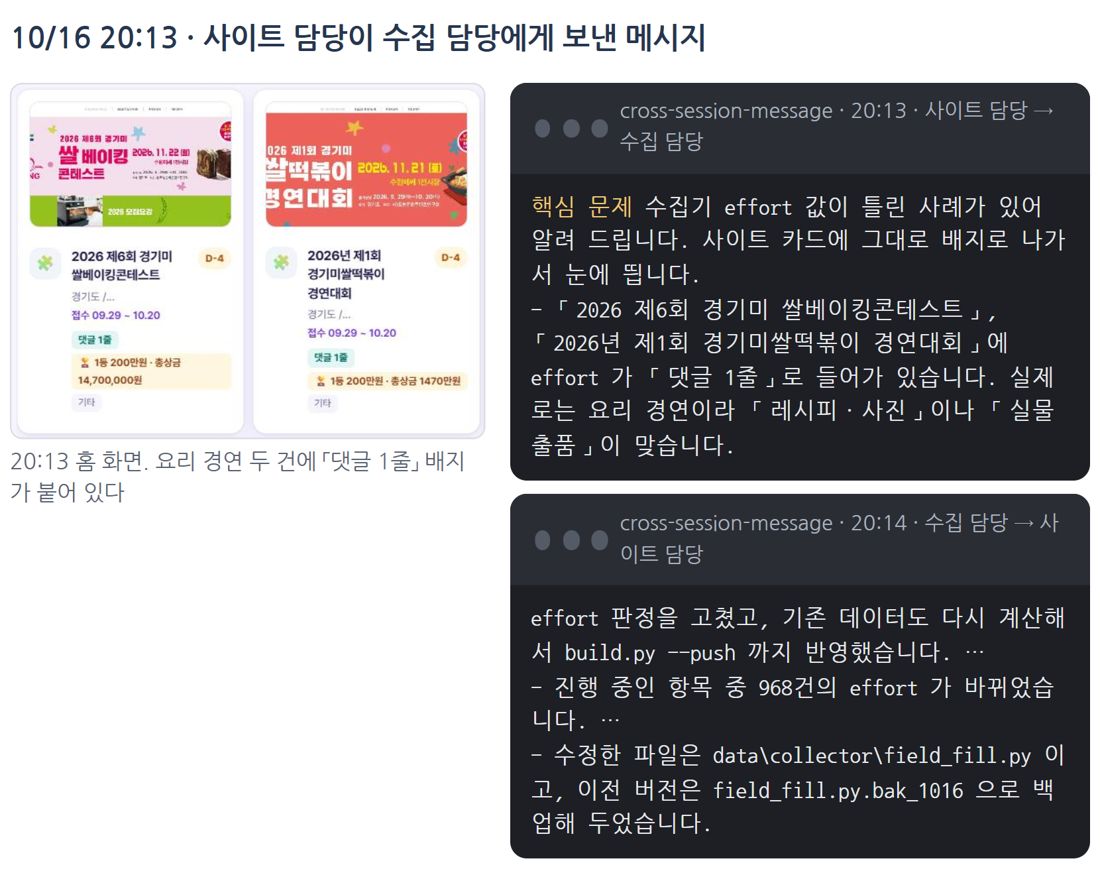 10/16 20:13 · 사이트 담당이 수집 담당에게 보낸 메시지
2026 제6회 경기미
쌀 베이킹
콘테스트
2026. 11. 22
2026 모집요강
2026 제6회 경기미
쌀베이킹콘테스트
D-4
경기도 /...
접수 09.29 ~ 10.20
댓글 1줄
1등 200만원 · 총상금
14,700,000원
기타
026 제1회 경기미
쌀떡볶이
경연대회
2026. 11. 21
2026년 제1회
경기미쌀떡볶이
경연대회
D-4
경기도 /...
접수 09.29 ~ 10.20
댓글 1줄
1등 200만원 · 총상금 1470만원
기타
20:13 홈 화면. 요리 경연 두 건에 「댓글 1줄」 배지
가 붙어 있다
cross-session-message · 20:13 · 사이트 담당 →
수집 담당
핵심 문제 수집기 effort 값이 틀린 사례가 있어
알려 드립니다. 사이트 카드에 그대로 배지로 나가
서 눈에 띕니다.
- 「2026 제6회 경기미 쌀베이킹콘테스트」,
「2026년 제1회 경기미쌀떡볶이 경연대회」에
effort 가 「댓글 1줄」로 들어가 있습니다. 실제
로는 요리 경연이라 「레시피·사진」이나 「실물
출품」이 맞습니다.
cross-session-message · 20:14 · 수집 담당 → 사
이트 담당
effort 판정을 고쳤고, 기존 데이터도 다시 계산해
서 build.py --push 까지 반영했습니다. …
- 진행 중인 항목 중 968건의 effort 가 바뀌었습
니다. …
- 수정한 파일은 data\collector\field_fill.py 이
고, 이전 버전은 field_fill.py.bak_1016 으로 백
업해 두었습니다.